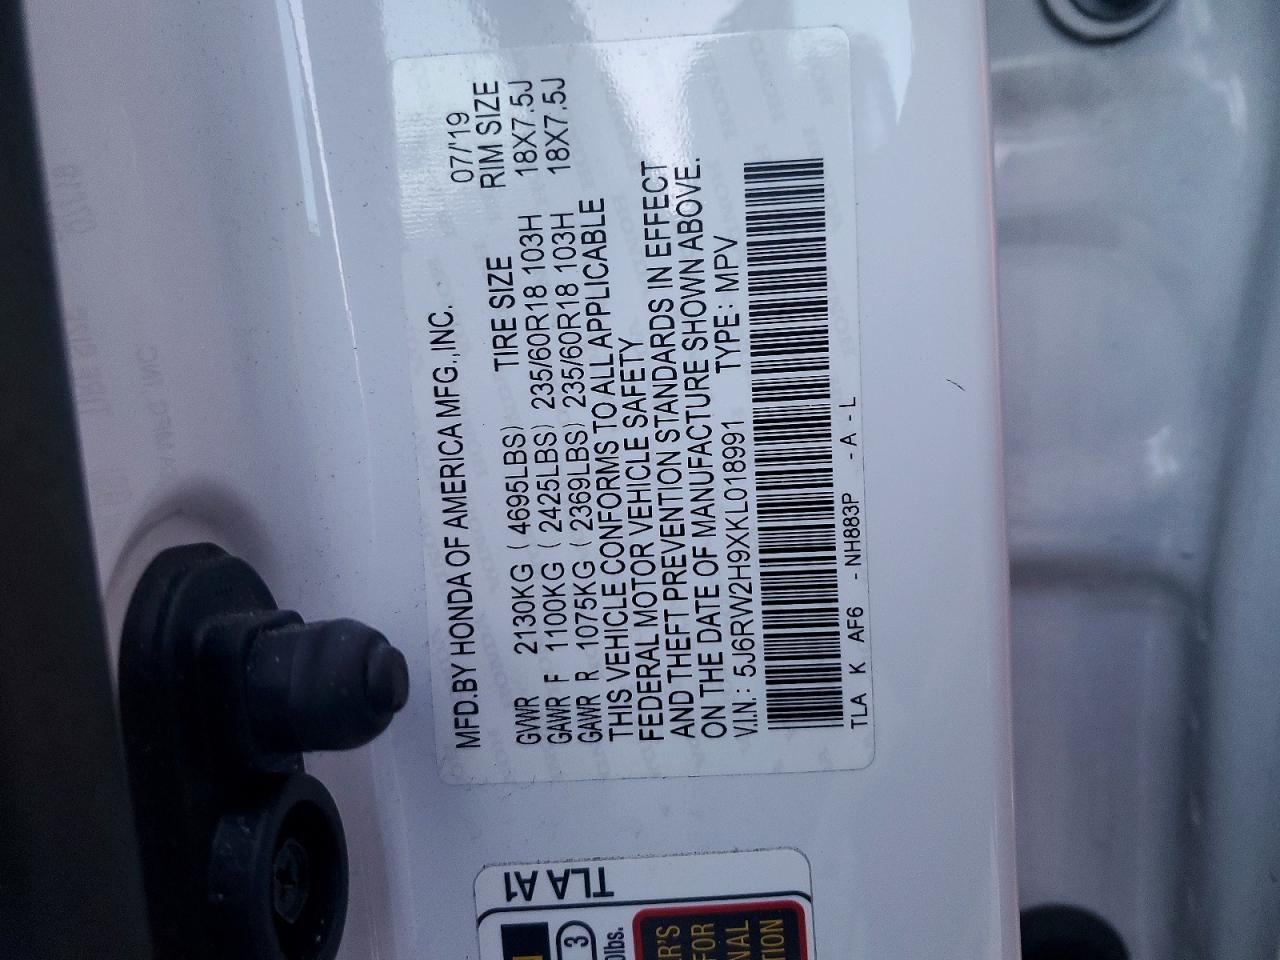 MFD.BY HONDA OF AMERICA MFG.,INC. 07/'19
TIRE SIZE RIM SIZE
GVWR 2130KG ( 4695LBS)
GAWR F 1100KG ( 2425LBS) 235/60R18 103H 18X7.5J
GAWR R 1075KG ( 2369LBS) 235/60R18 103H 18X7.5J
THIS VEHICLE CONFORMS TO ALL APPLICABLE
FEDERAL MOTOR VEHICLE SAFETY
AND THEFT PREVENTION STANDARDS IN EFFECT
ON THE DATE OF MANUFACTURE SHOWN ABOVE.
V.I.N.: 5J6RW2H9XKL018991 TYPE: MPV
TLA K AF6 - NH883P - A - L
TLA A1
3
lbs.
FOR